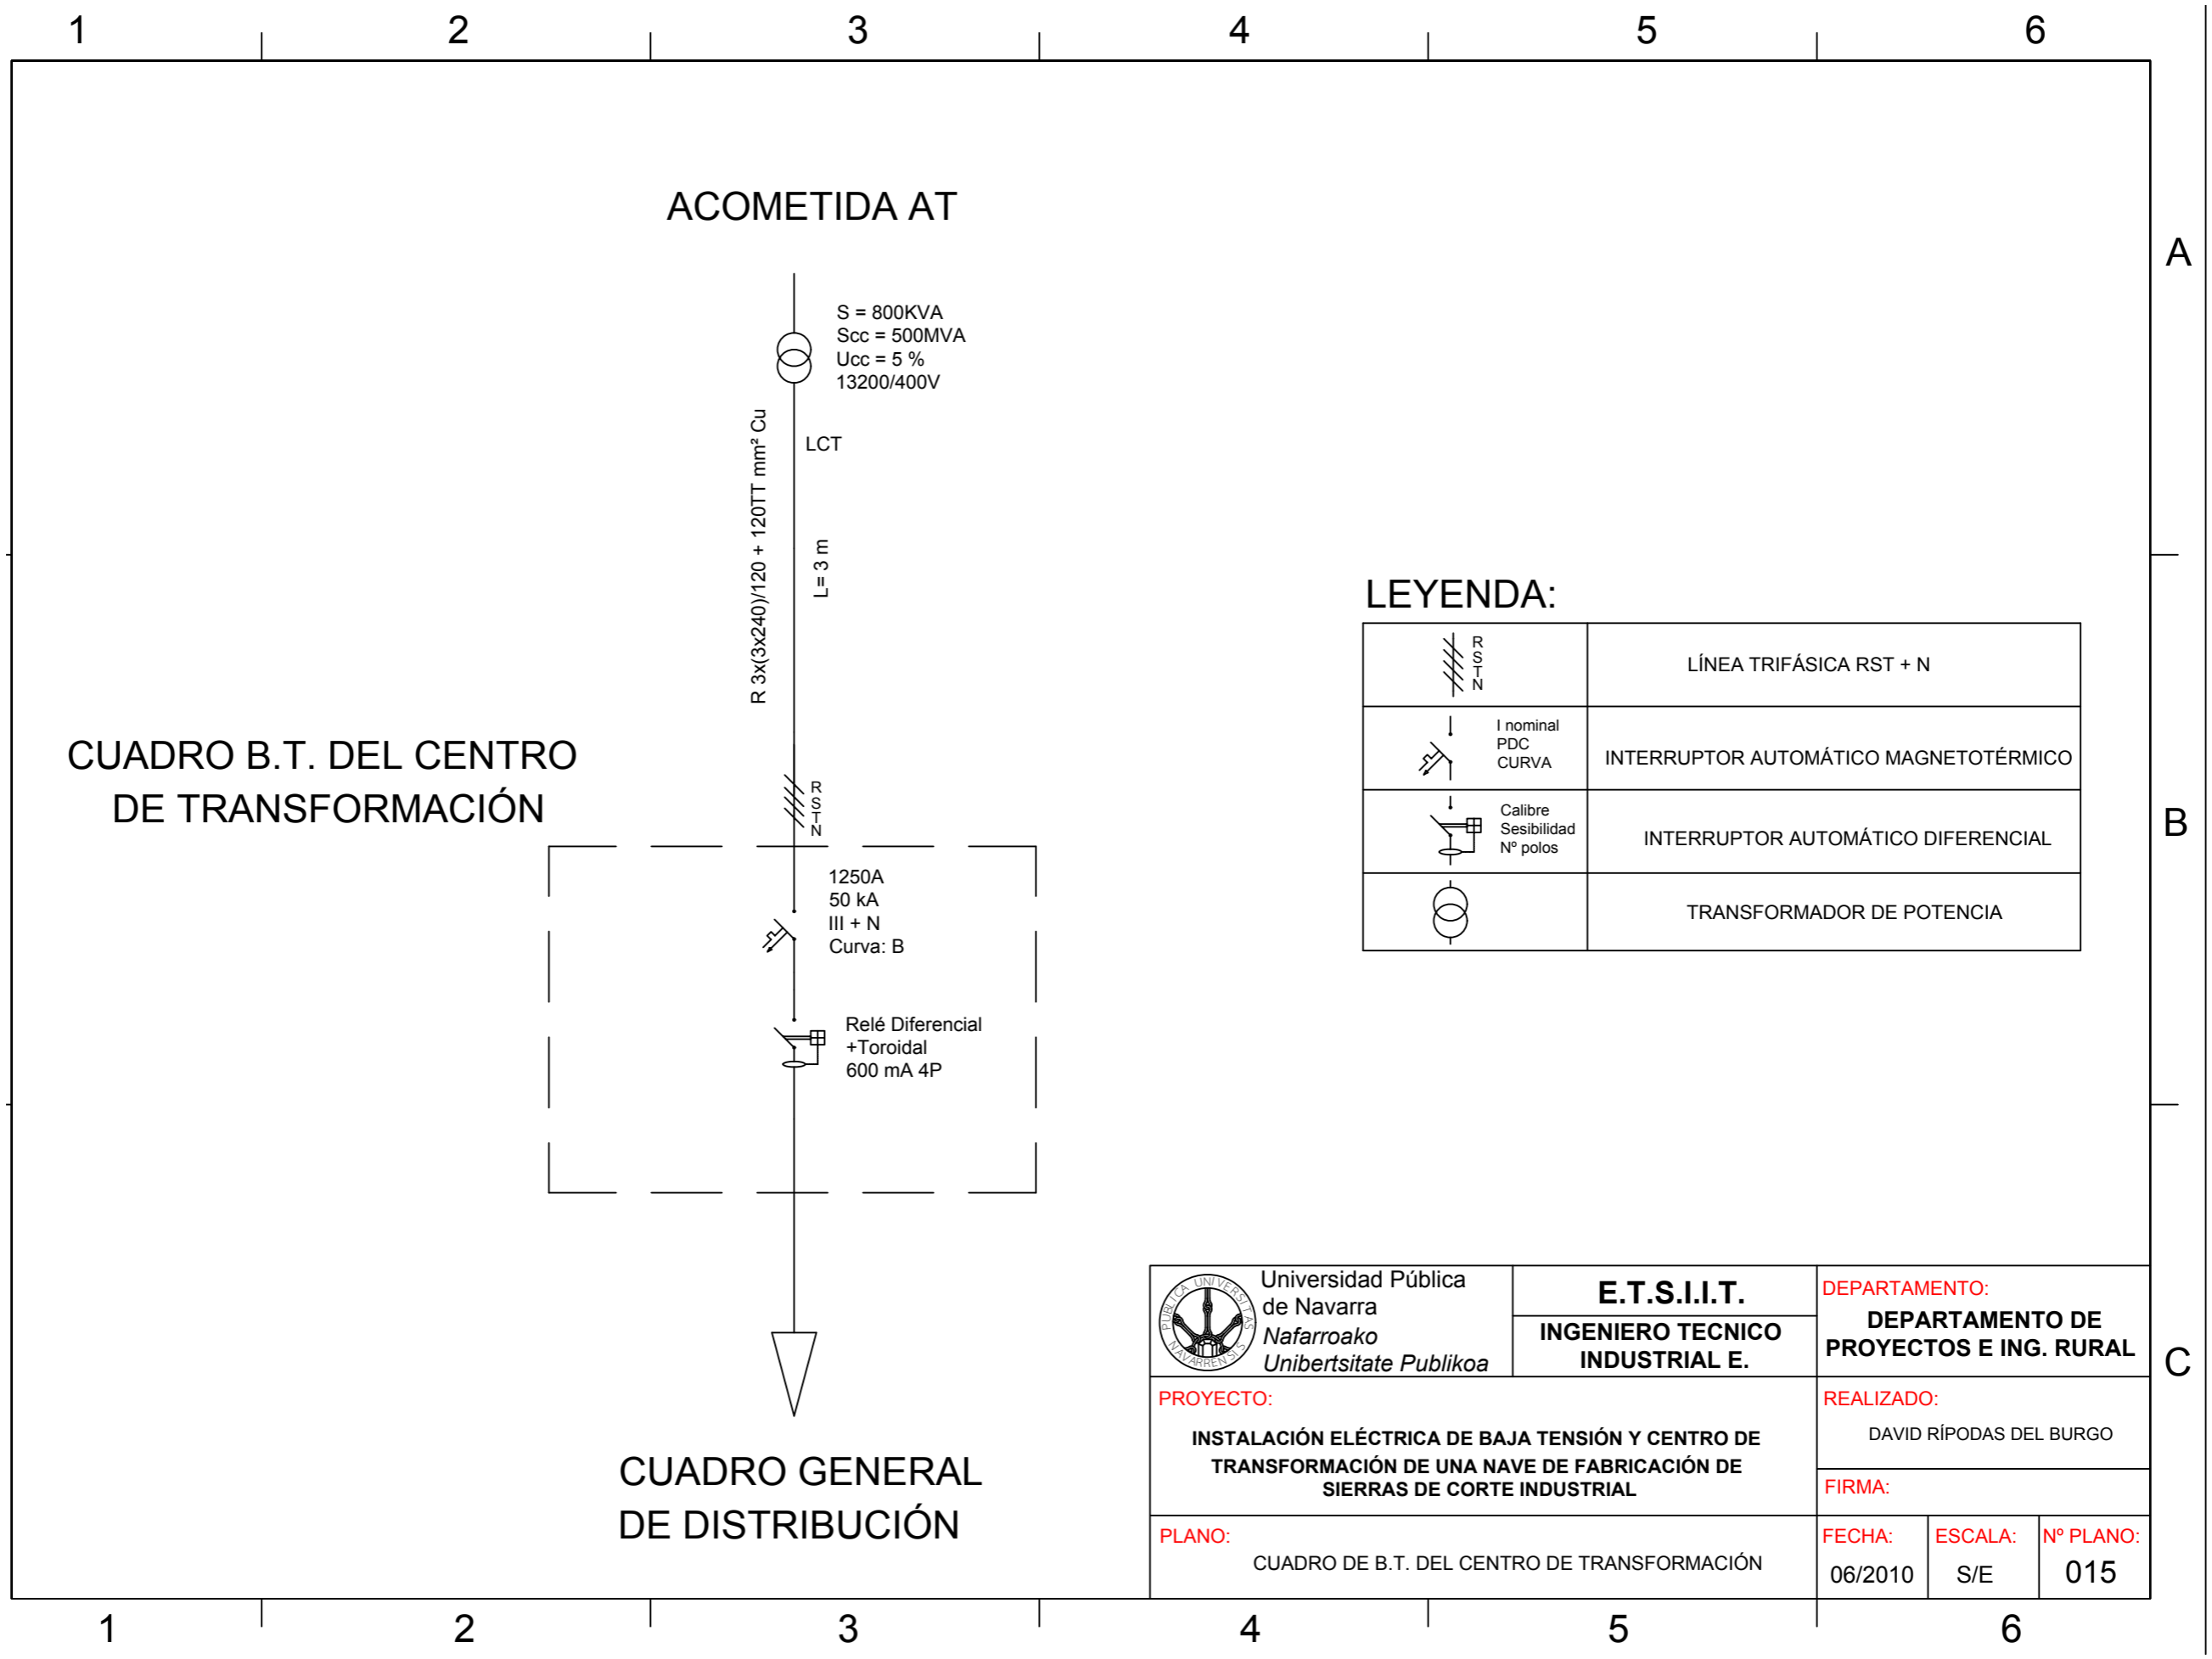 1 2 3 4 5 6
ACOMETIDA AT
A
S = 800KVA
Scc = 500MVA
Ucc = 5 %
13200/400V
LCT
R 3x(3x240)/120 + 120TT mm² Cu
L= 3 m
LEYENDA:
R
S
T
N
LÍNEA TRIFÁSICA RST + N
I nominal
PDC
CURVA
INTERRUPTOR AUTOMÁTICO MAGNETOTÉRMICO
Calibre
Sesibilidad
Nº polos
INTERRUPTOR AUTOMÁTICO DIFERENCIAL
TRANSFORMADOR DE POTENCIA
CUADRO B.T. DEL CENTRO
DE TRANSFORMACIÓN
R
S
T
N
B
1250A
50 kA
III + N
Curva: B
Relé Diferencial
+Toroidal
600 mA 4P
CUADRO GENERAL
DE DISTRIBUCIÓN
PUBLICA UNIVERSITAS NAVARRENSIS
Universidad Pública
de Navarra
Nafarroako
Unibertsitate Publikoa
E.T.S.I.I.T.
INGENIERO TECNICO
INDUSTRIAL E.
DEPARTAMENTO:
DEPARTAMENTO DE
PROYECTOS E ING. RURAL
C
PROYECTO:
INSTALACIÓN ELÉCTRICA DE BAJA TENSIÓN Y CENTRO DE
TRANSFORMACIÓN DE UNA NAVE DE FABRICACIÓN DE
SIERRAS DE CORTE INDUSTRIAL
REALIZADO:
DAVID RÍPODAS DEL BURGO
FIRMA:
PLANO:
CUADRO DE B.T. DEL CENTRO DE TRANSFORMACIÓN
FECHA:
06/2010
ESCALA:
S/E
Nº PLANO:
015
1 2 3 4 5 6